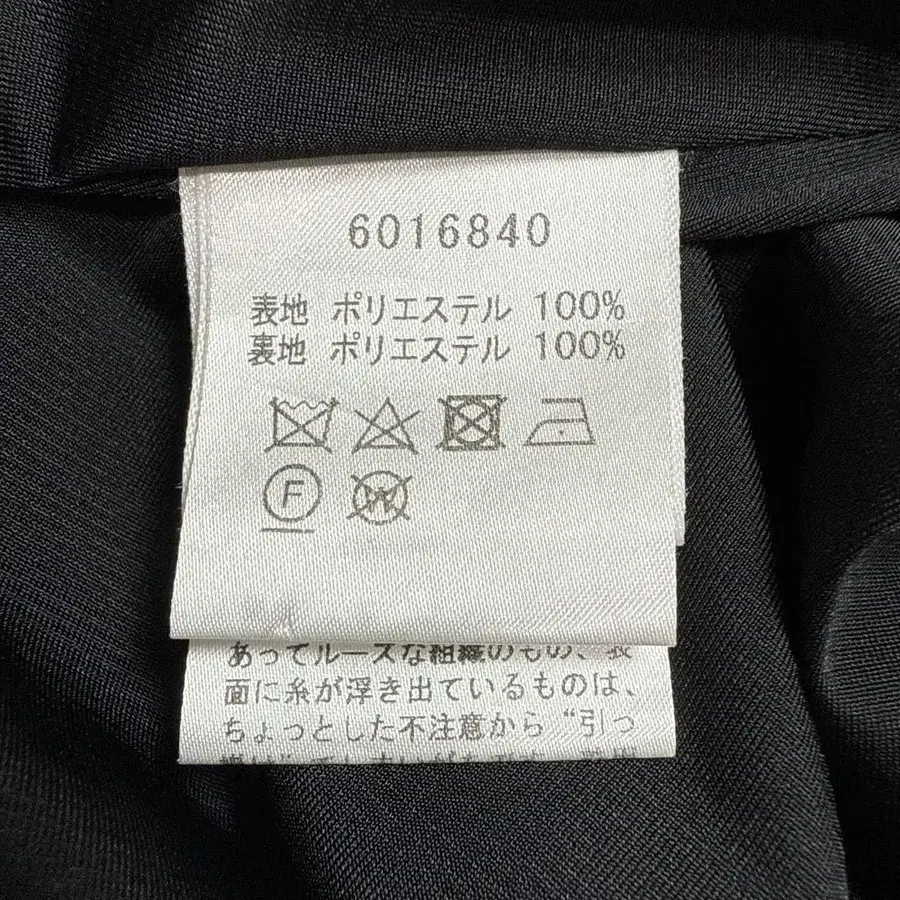 6016840
表地 ポリエステル 100%
裏地 ポリエステル 100%
F
W
あってルーズな組織のもの、表
面に糸が浮き出ているものは、
ちょっとした不注意から“引っ